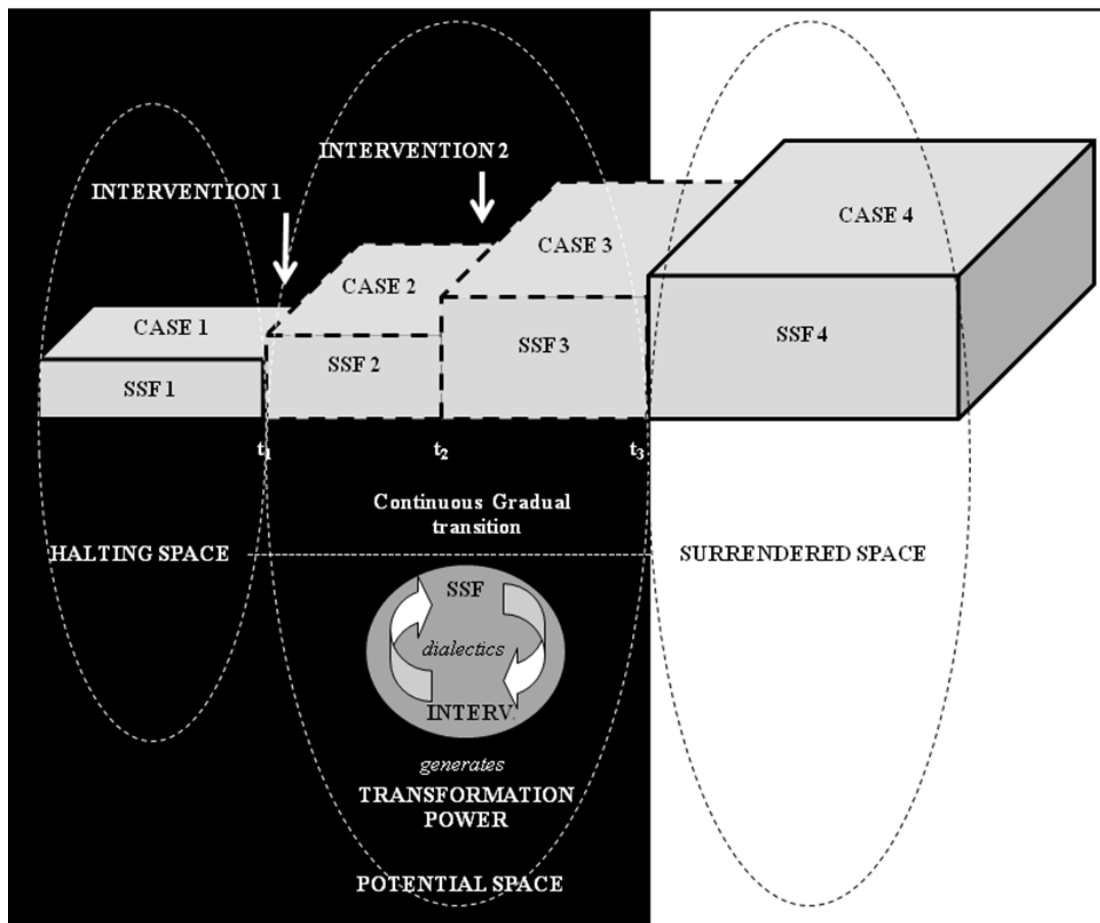 INTERVENTION 2
INTERVENTION 1
CASE 4
CASE 3
CASE 2
CASE 1
SSF 4
SSF 3
SSF 2
SSF 1
t1
t2
t3
Continuous Gradual
transition
HALTING SPACE
SURRENDERED SPACE
SSF
dialectics
INTERV.
generates
TRANSFORMATION
POWER
POTENTIAL SPACE